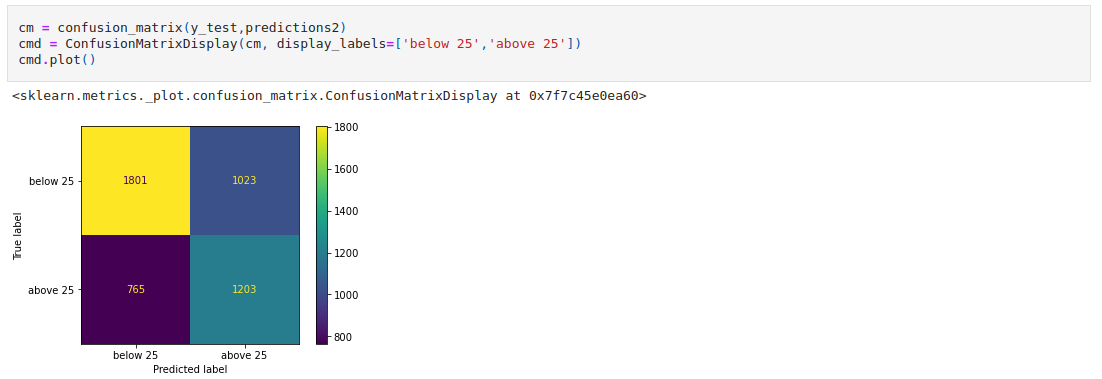 cm = confusion_matrix(y_test,predictions2)
cmd = ConfusionMatrixDisplay(cm, display_labels=['below 25','above 25'])
cmd.plot()
<sklearn.metrics._plot.confusion_matrix.ConfusionMatrixDisplay at 0x7f7c45e0ea60>
1800
below 25
1801
1023
1600
1400
True label
1200
above 25
765
1203
1000
800
below 25
above 25
Predicted label